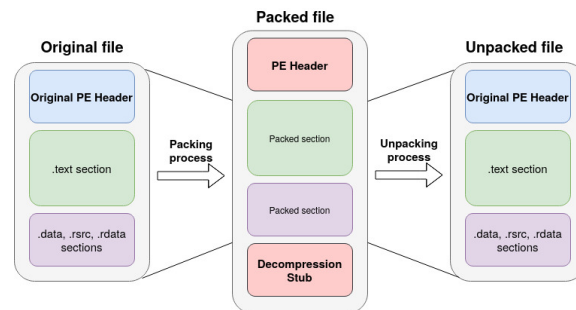 Original file
Original PE Header
.text section
.data, .rsrc, .rdata
sections
Packing
process
Packed file
PE Header
Packed section
Packed section
Decompression
Stub
Unpacking
process
Unpacked file
Original PE Header
.text section
.data, .rsrc, .rdata
sections